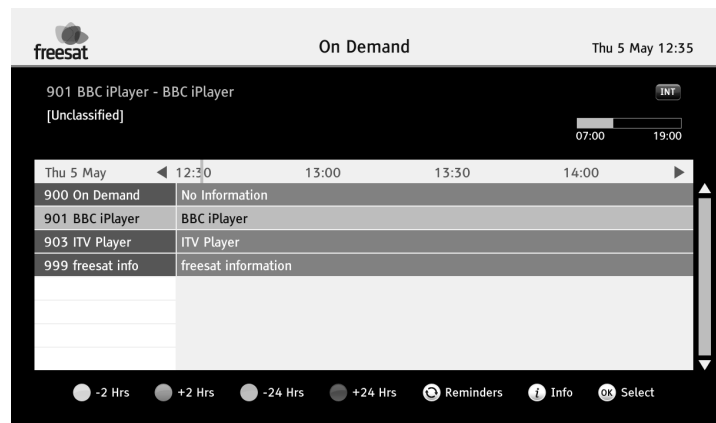 freesat
On Demand
Thu 5 May 12:35
901 BBC iPlayer - BBC iPlayer
INT
[Unclassified]
07:00 19:00
Thu 5 May 12:30 13:00 13:30 14:00
900 On Demand No Information
901 BBC iPlayer BBC iPlayer
903 ITV Player ITV Player
999 freesat info freesat information
-2 Hrs +2 Hrs -24 Hrs +24 Hrs Reminders i Info OK Select